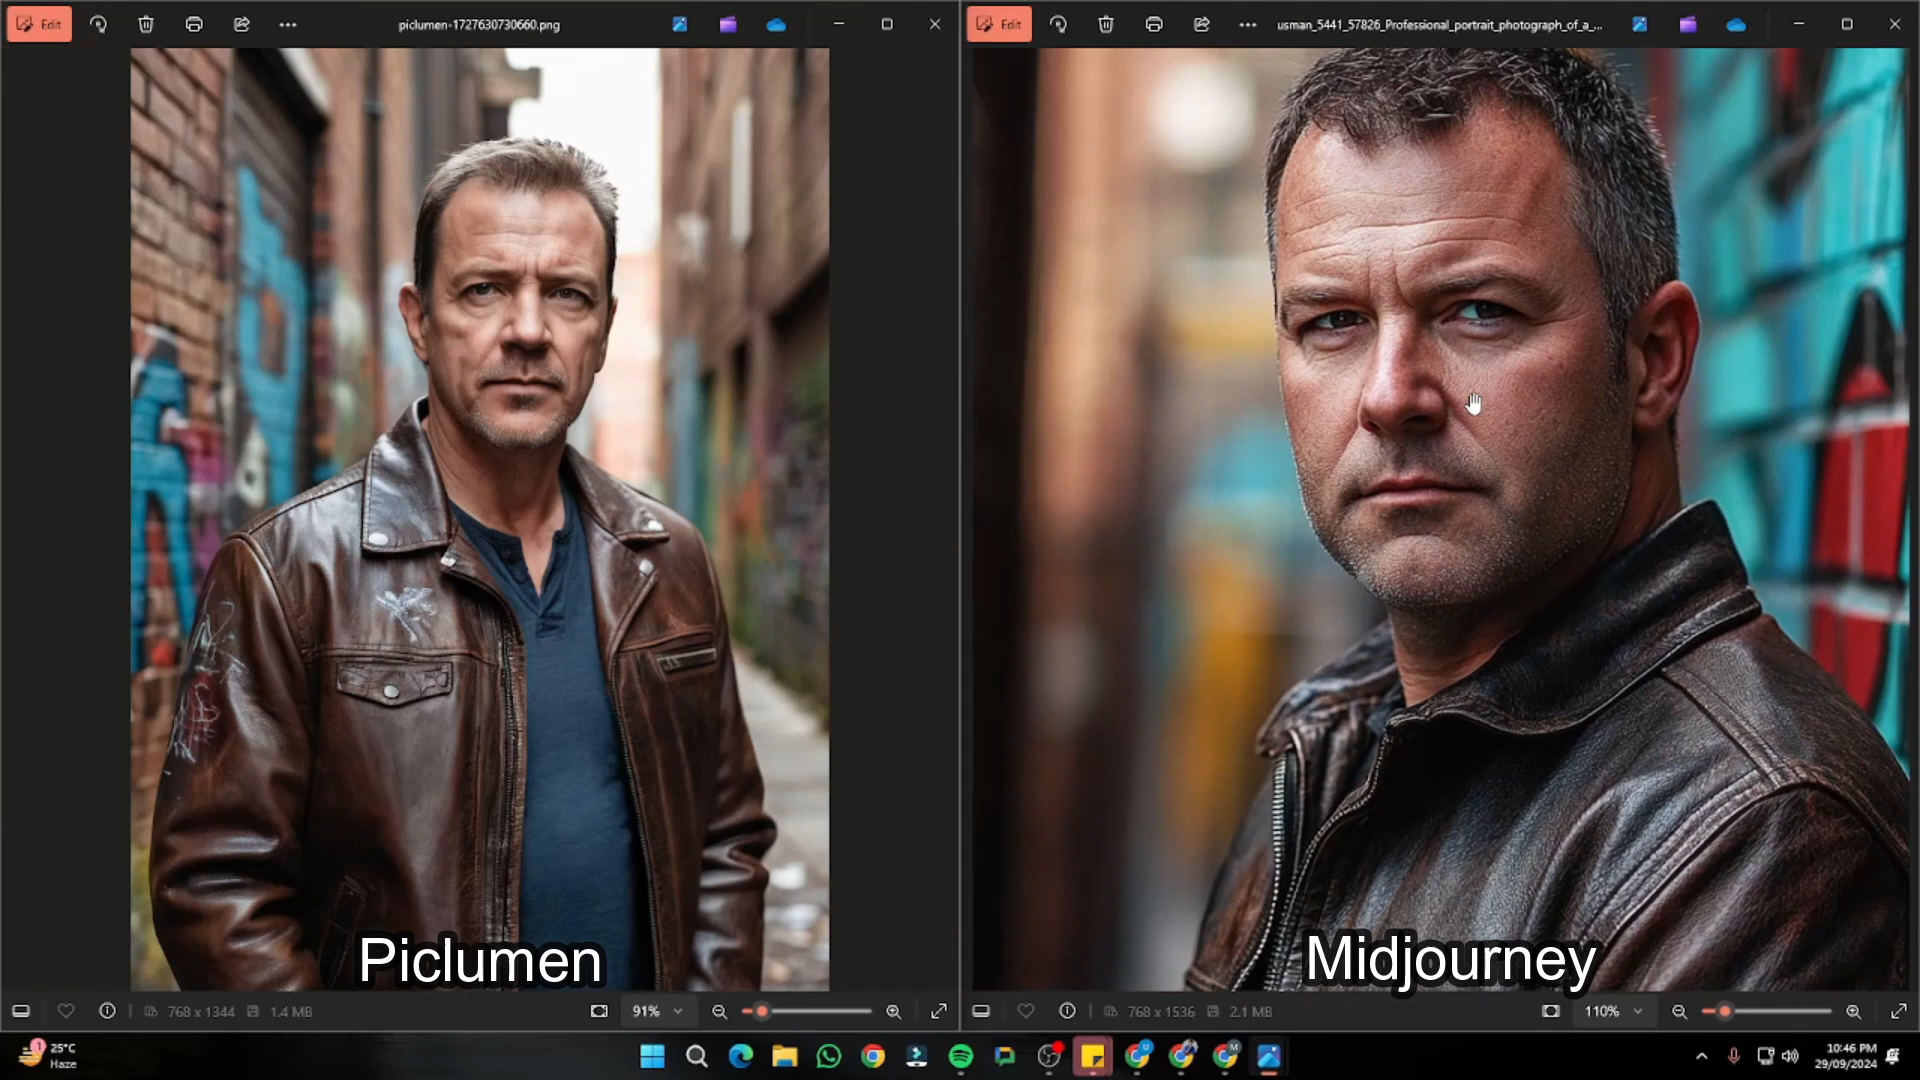 Edit
piclumen-1727630730660.png
Edit
usman_5441_57826_Professional_portrait_photograph_of_a_...
Piclumen
Midjourney
768 x 1344
1.4 MB
91%
768 x 1536
2.1 MB
110%
1
25°C
Haze
10:46 PM
29/09/2024